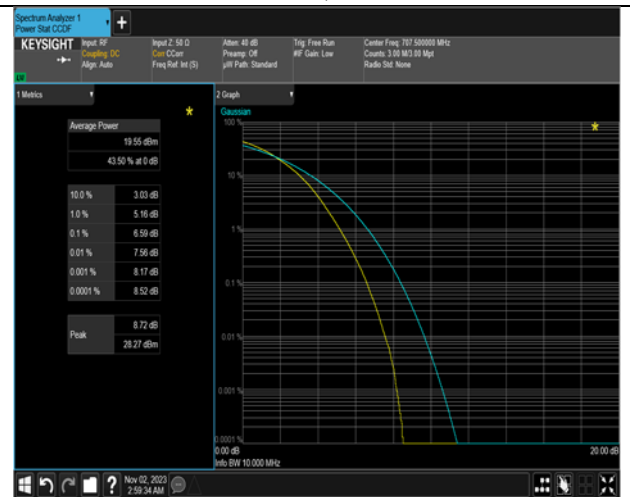 Spectrum Analyzer 1
Power Stat CCDF
+
KEYSIGHT
Input: RF
Coupling: DC
Align: Auto
Input Z: 50 Ω
Corr CCorr
Freq Ref: Int (S)
Atten: 40 dB
Preamp: Off
µW Path: Standard
Trig: Free Run
#IF Gain: Low
Center Freq: 707.500000 MHz
Counts: 3.00 M/3.00 Mpt
Radio Std: None
1 Metrics
Average Power
19.55 dBm
43.50 % at 0 dB
10.0 % 3.03 dB
1.0 % 5.16 dB
0.1 % 6.59 dB
0.01 % 7.56 dB
0.001 % 8.17 dB
0.0001 % 8.52 dB
Peak
8.72 dB
28.27 dBm
2 Graph
Gaussian
100 %
10 %
1 %
0.1 %
0.01 %
0.001 %
0.0001 %
0.00 dB
20.00 dB
Info BW 10.000 MHz
?
Nov 02, 2023
2:59:34 AM